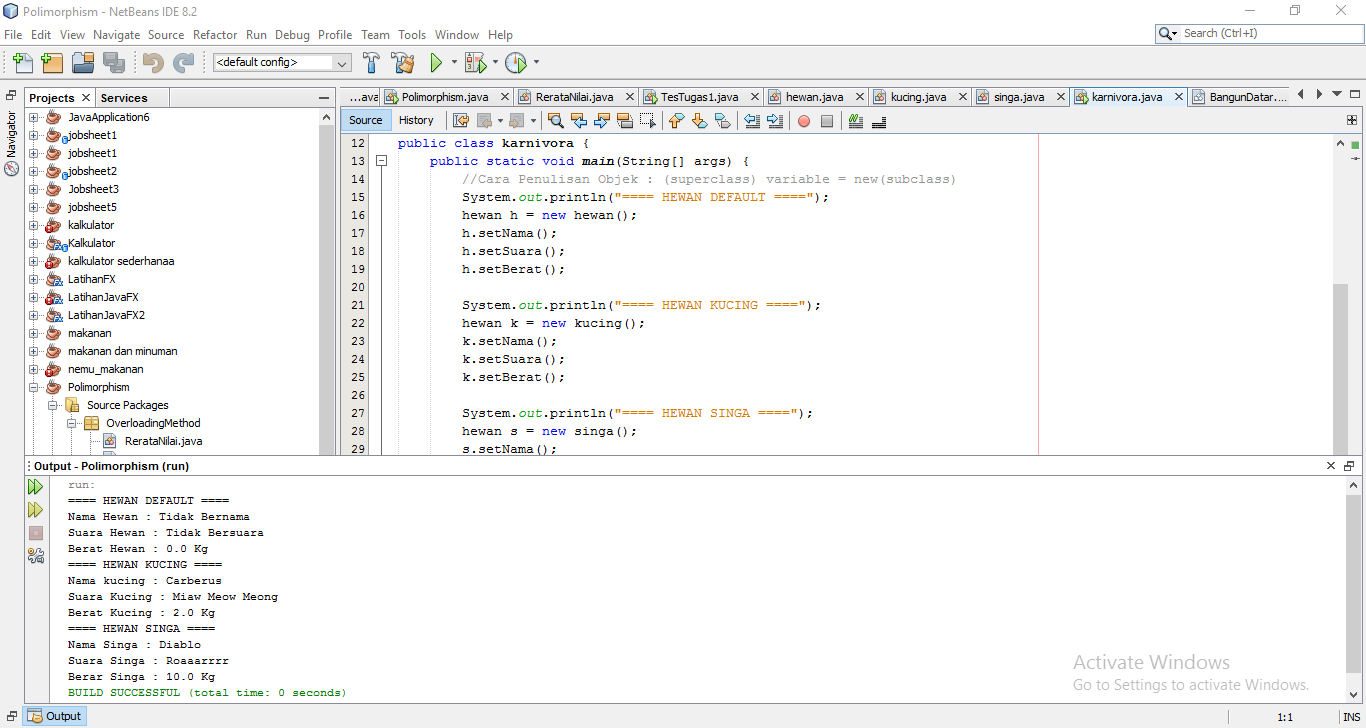 Polimorphism - NetBeans IDE 8.2
File Edit View Navigate Source Refactor Run Debug Profile Team Tools Window Help
Search (Ctrl+I)
<default config>
Navigator
Projects
Services
JavaApplication6
jobsheet1
jobsheet1
jobsheet2
Jobsheet3
jobsheet5
kalkulator
Kalkulator
kalkulator sederhanaa
LatihanFX
LatihanJavaFX
LatihanJavaFX2
makanan
makanan dan minuman
nemu_makanan
Polimorphism
Source Packages
OverloadingMethod
RerataNilai.java
...ava Polimorphism.java RerataNilai.java TesTugas1.java hewan.java kucing.java singa.java karnivora.java BangunDatar....
Source History
12 public class karnivora {
13 public static void main(String[] args) {
14 //Cara Penulisan Objek : (superclass) variable = new(subclass)
15 System.out.println("==== HEWAN DEFAULT ====");
16 hewan h = new hewan();
17 h.setNama();
18 h.setSuara();
19 h.setBerat();
20
21 System.out.println("==== HEWAN KUCING ====");
22 hewan k = new kucing();
23 k.setNama();
24 k.setSuara();
25 k.setBerat();
26
27 System.out.println("==== HEWAN SINGA ====");
28 hewan s = new singa();
29 s.setNama();
Output - Polimorphism (run)
run:
==== HEWAN DEFAULT ====
Nama Hewan : Tidak Bernama
Suara Hewan : Tidak Bersuara
Berat Hewan : 0.0 Kg
==== HEWAN KUCING ====
Nama kucing : Carberus
Suara Kucing : Miaw Meow Meong
Berat Kucing : 2.0 Kg
==== HEWAN SINGA ====
Nama Singa : Diablo
Suara Singa : Roaaarrrr
Berar Singa : 10.0 Kg
BUILD SUCCESSFUL (total time: 0 seconds)
Activate Windows
Go to Settings to activate Windows.
Output
1:1 INS